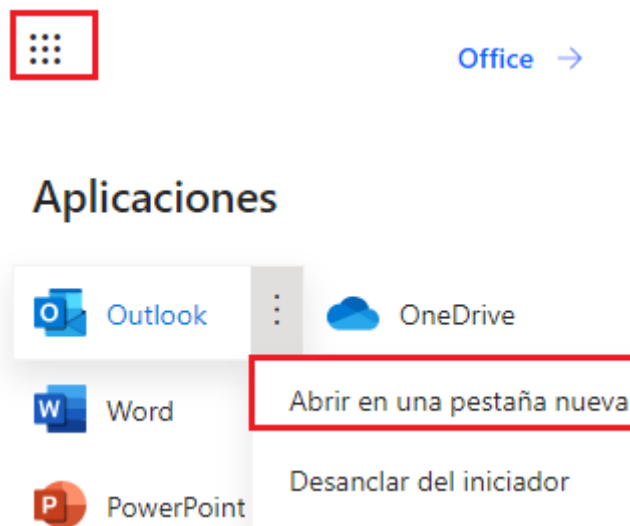 Office →
Aplicaciones
Outlook
OneDrive
Word
Abrir en una pestaña nueva
Desanclar del iniciador
PowerPoint